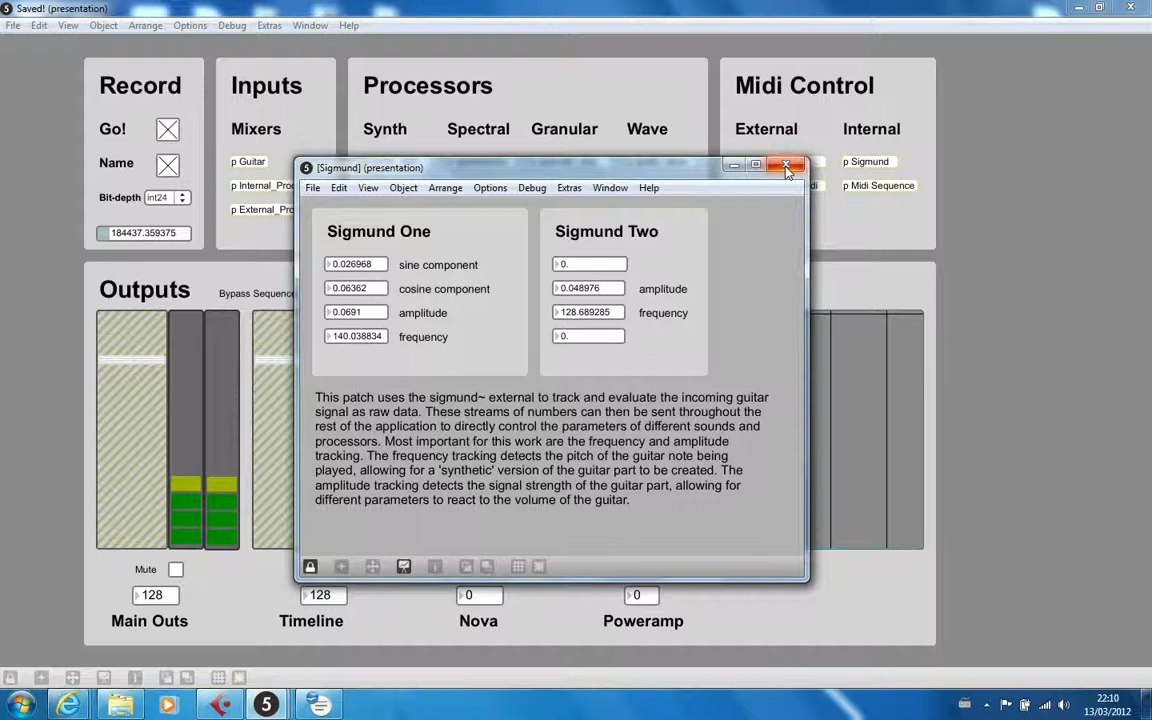 Saved! (presentation)
File Edit View Object Arrange Options Debug Extras Window Help
Record
Go!
Name
Bit-depth int24
184437.359375
Inputs
Mixers
p Guitar
p Internal_Pro
p External_Pro
Processors
Synth Spectral Granular Wave
Midi Control
External Internal
p Sigmund
p Midi Sequence
[Sigmund] (presentation)
File Edit View Object Arrange Options Debug Extras Window Help
Sigmund One
0.026968 sine component
0.06362 cosine component
0.0691 amplitude
140.038834 frequency
Sigmund Two
0.
0.048976 amplitude
128.689285 frequency
0.
This patch uses the sigmund~ external to track and evaluate the incoming guitar
signal as raw data. These streams of numbers can then be sent throughout the
rest of the application to directly control the parameters of different sounds and
processors. Most important for this work are the frequency and amplitude
tracking. The frequency tracking detects the pitch of the guitar note being
played, allowing for a 'synthetic' version of the guitar part to be created. The
amplitude tracking detects the signal strength of the guitar part, allowing for
different parameters to react to the volume of the guitar.
Outputs
Bypass Sequence
Mute
128 128 0 0
Main Outs Timeline Nova Poweramp
22:10
13/03/2012